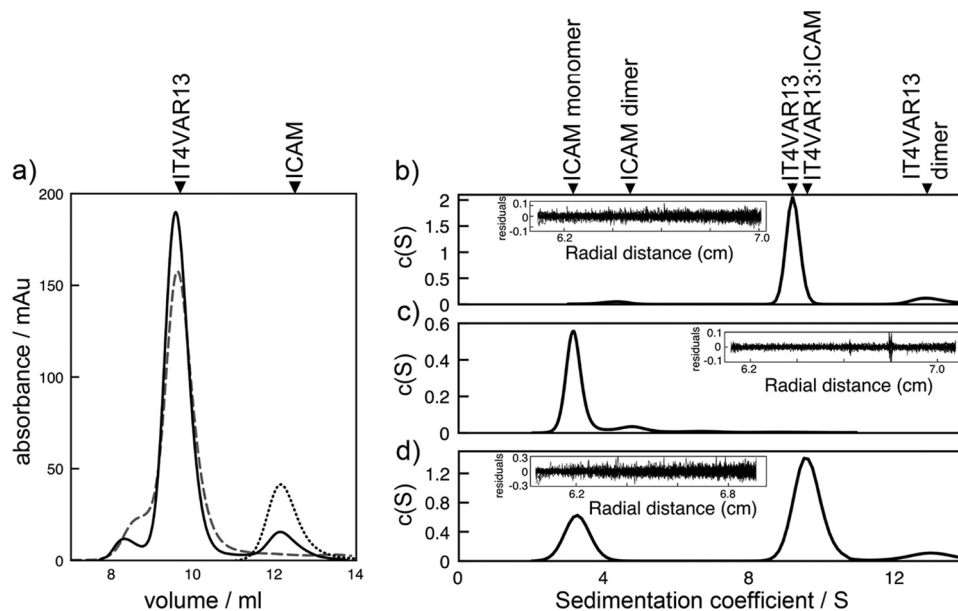 a)
IT4VAR13
ICAM
200
150
100
50
0
absorbance / mAu
8 10 12 14
volume / ml
ICAM monomer
ICAM dimer
IT4VAR13
IT4VAR13:ICAM
IT4VAR13
dimer
b)
2
1.5
1
0.5
0
c(S)
residuals
0.1
0
-0.1
6.2 7.0
Radial distance (cm)
c)
0.6
0.4
0.2
0
c(S)
residuals
0.1
0
-0.1
6.2 7.0
Radial distance (cm)
d)
1.2
0.8
0.4
0
c(S)
residuals
0.3
0
-0.3
6.2 6.8
Radial distance (cm)
0 4 8 12
Sedimentation coefficient / S